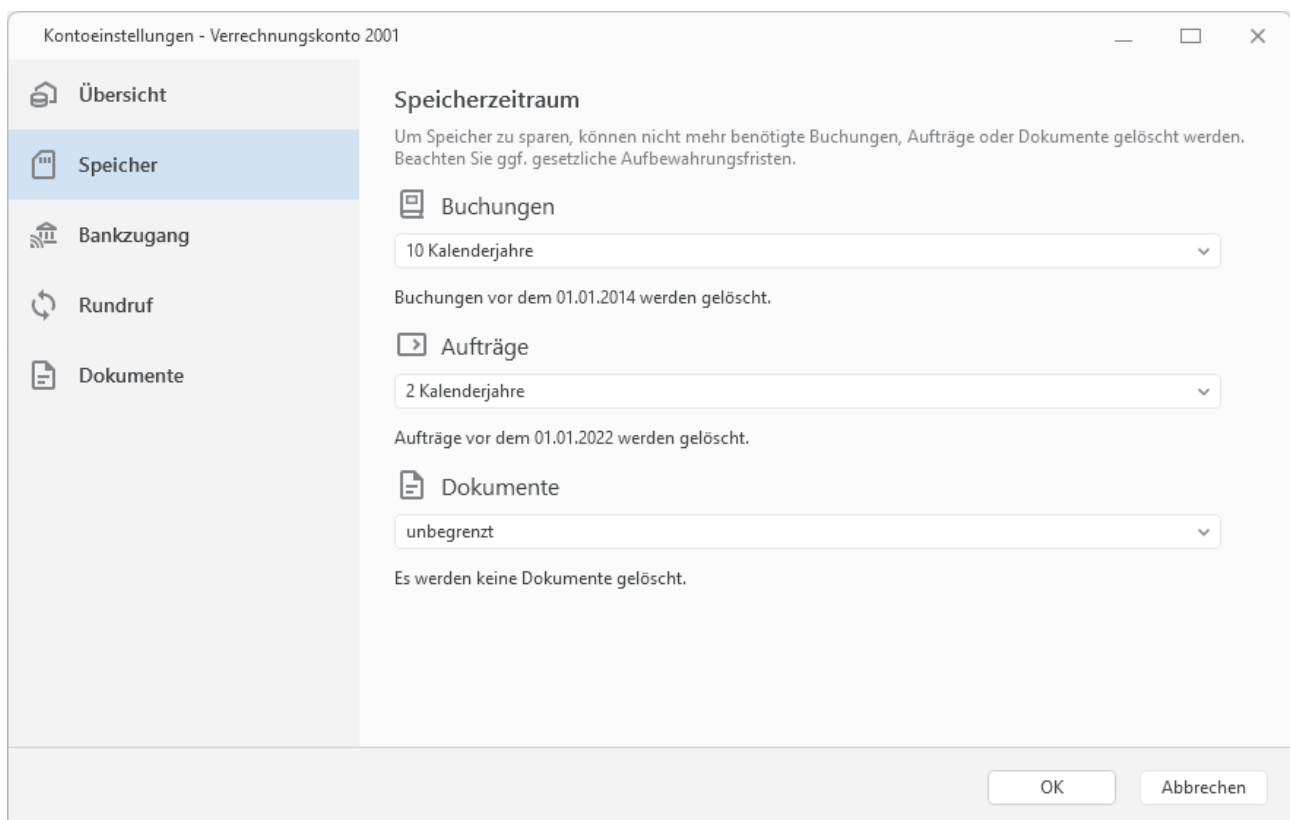 Kontoeinstellungen - Verrechnungskonto 2001
Übersicht
Speicher
Bankzugang
Rundruf
Dokumente
Speicherzeitraum
Um Speicher zu sparen, können nicht mehr benötigte Buchungen, Aufträge oder Dokumente gelöscht werden.
Beachten Sie ggf. gesetzliche Aufbewahrungsfristen.
Buchungen
10 Kalenderjahre
Buchungen vor dem 01.01.2014 werden gelöscht.
Aufträge
2 Kalenderjahre
Aufträge vor dem 01.01.2022 werden gelöscht.
Dokumente
unbegrenzt
Es werden keine Dokumente gelöscht.
OK
Abbrechen